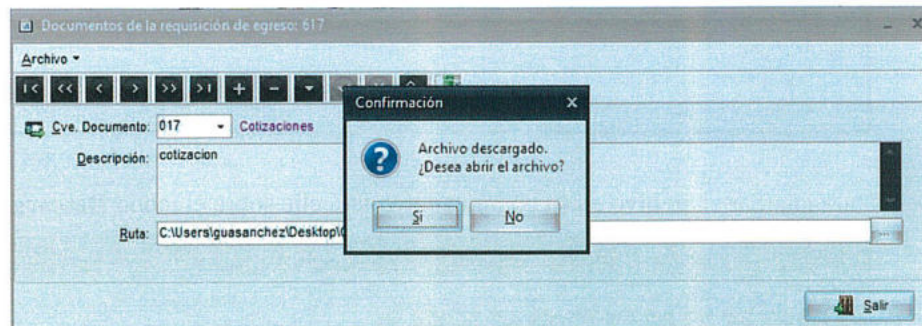 Documentos de la requisición de egreso: 617
Archivo
Confirmación
Cve. Documento: 017 Cotizaciones
Archivo descargado.
¿Desea abrir el archivo?
Descripción: cotizacion
Si No
Ruta: C:\Users\guasanchez\Desktop\
Salir